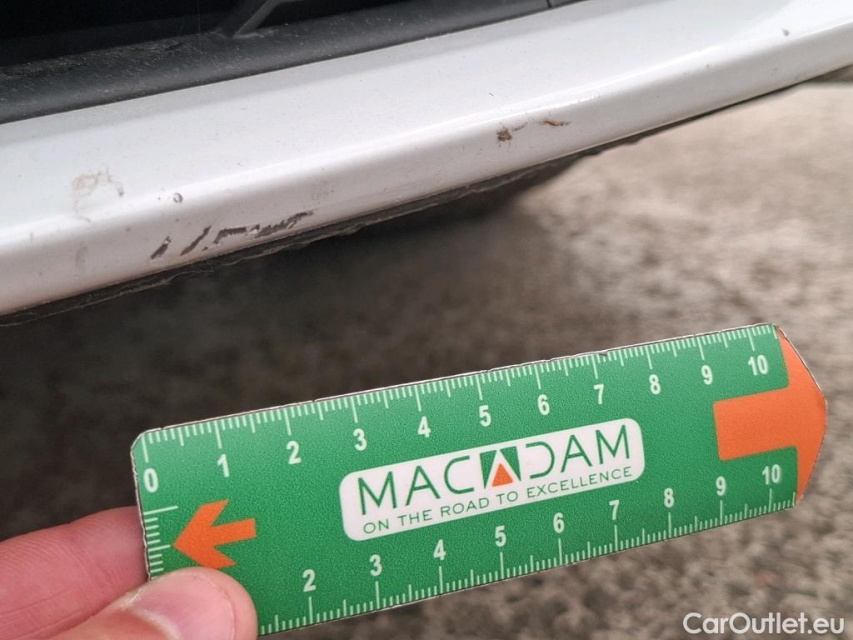 0 1 2 3 4 5 6 7 8 9 10
MACADAM
ON THE ROAD TO EXCELLENCE
2 3 4 5 6 7 8 9 10
CarOutlet.eu